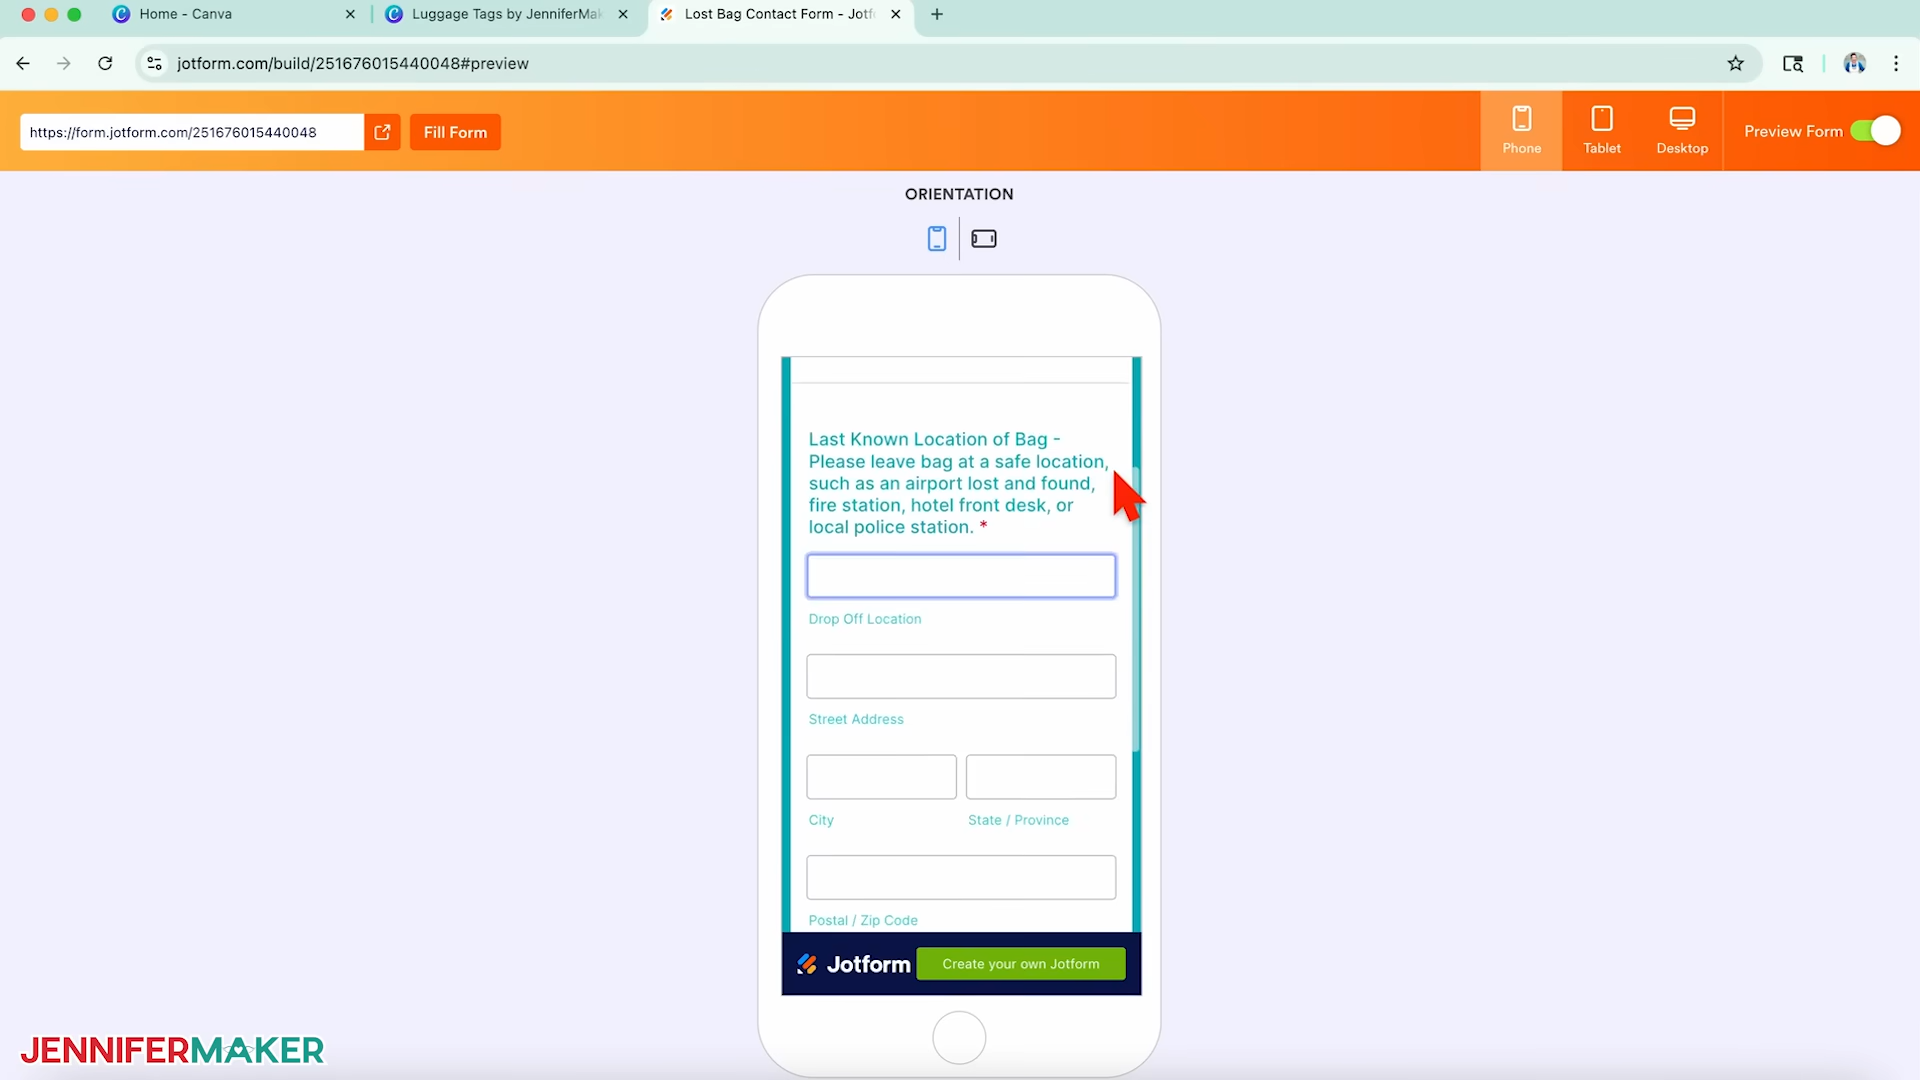 Home - Canva
Luggage Tags by JenniferMa
Lost Bag Contact Form - Jotf
jotform.com/build/251676015440048#preview
https://form.jotform.com/251676015440048
Fill Form
Phone
Tablet
Desktop
Preview Form
ORIENTATION
Last Known Location of Bag -
Please leave bag at a safe location,
such as an airport lost and found,
fire station, hotel front desk, or
local police station. *
Drop Off Location
Street Address
City
State / Province
Postal / Zip Code
Jotform
Create your own Jotform
JENNIFERMAKER